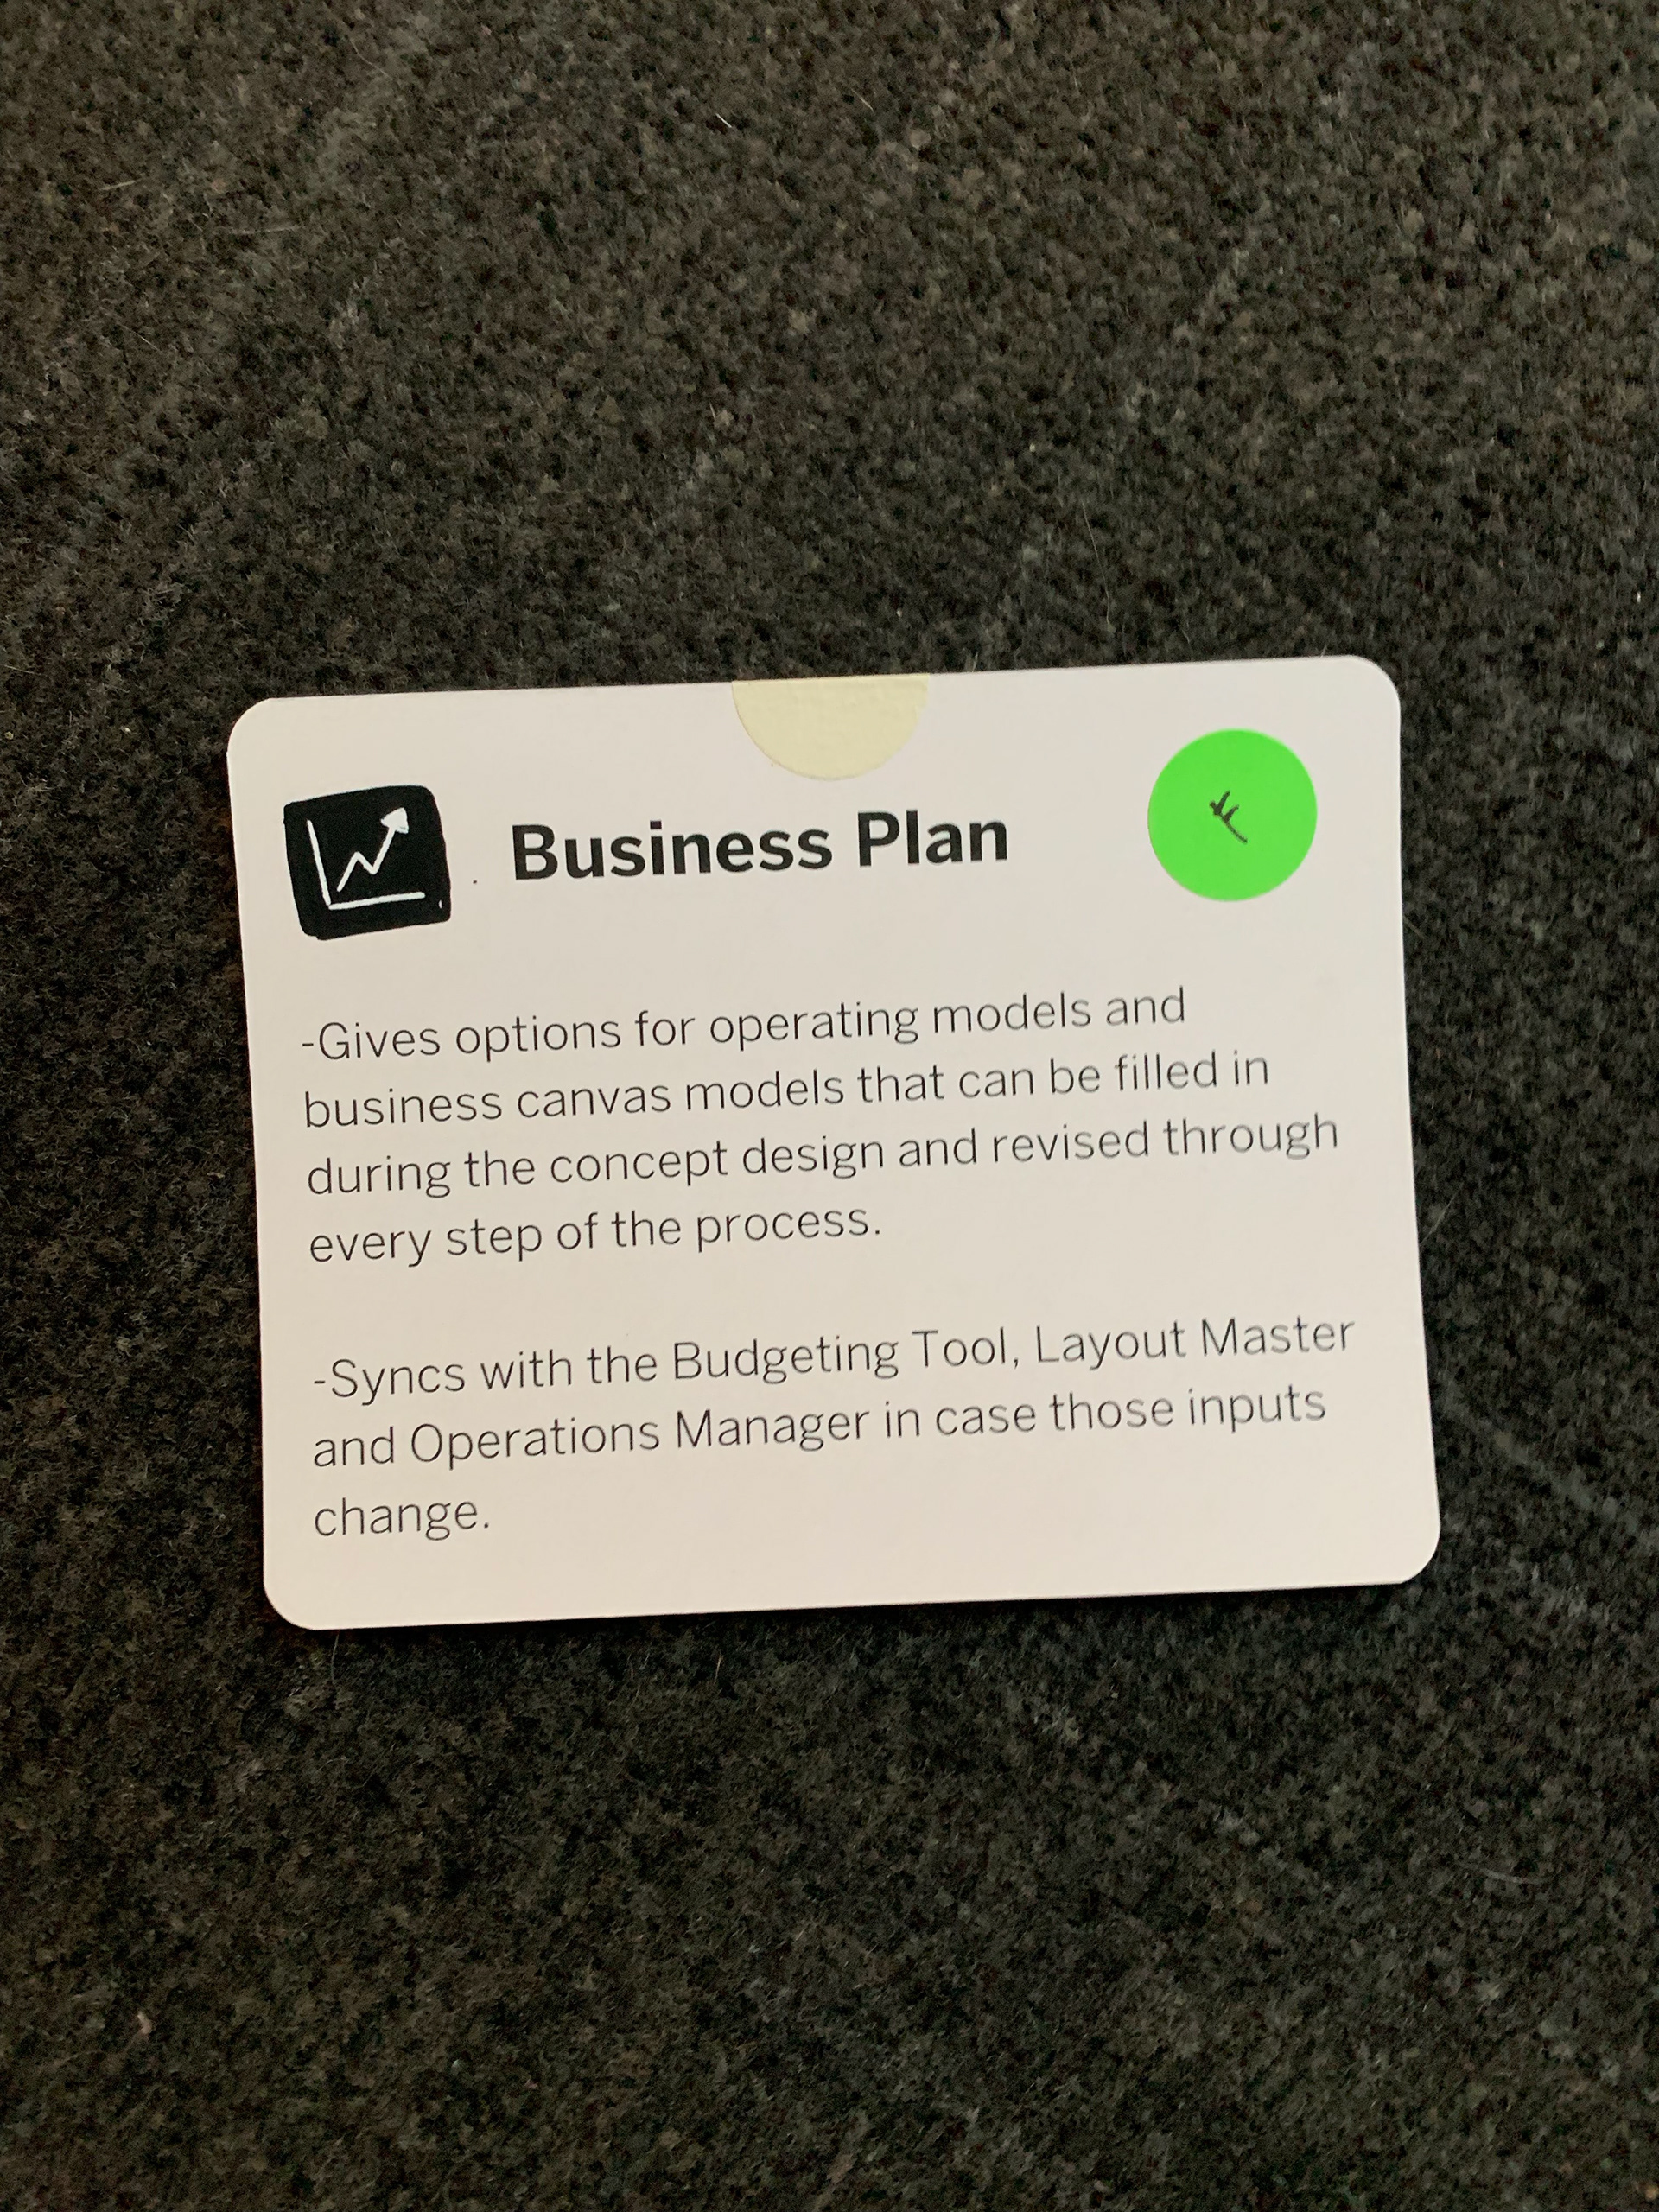 Business Plan
-Gives options for operating models and
business canvas models that can be filled in
during the concept design and revised through
every step of the process.
-Syncs with the Budgeting Tool, Layout Master
and Operations Manager in case those inputs
change.